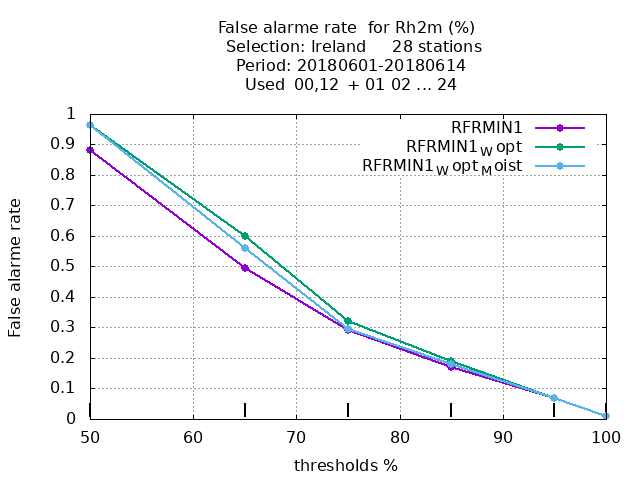 False alarme rate  for Rh2m (%)
Selection: Ireland     28 stations
Period: 20180601-20180614
Used  00,12  + 01 02 ... 24
RFRMIN1
RFRMIN1_W opt
RFRMIN1_W opt_M oist
False alarme rate
1
0.9
0.8
0.7
0.6
0.5
0.4
0.3
0.2
0.1
0
50 60 70 80 90 100
thresholds %